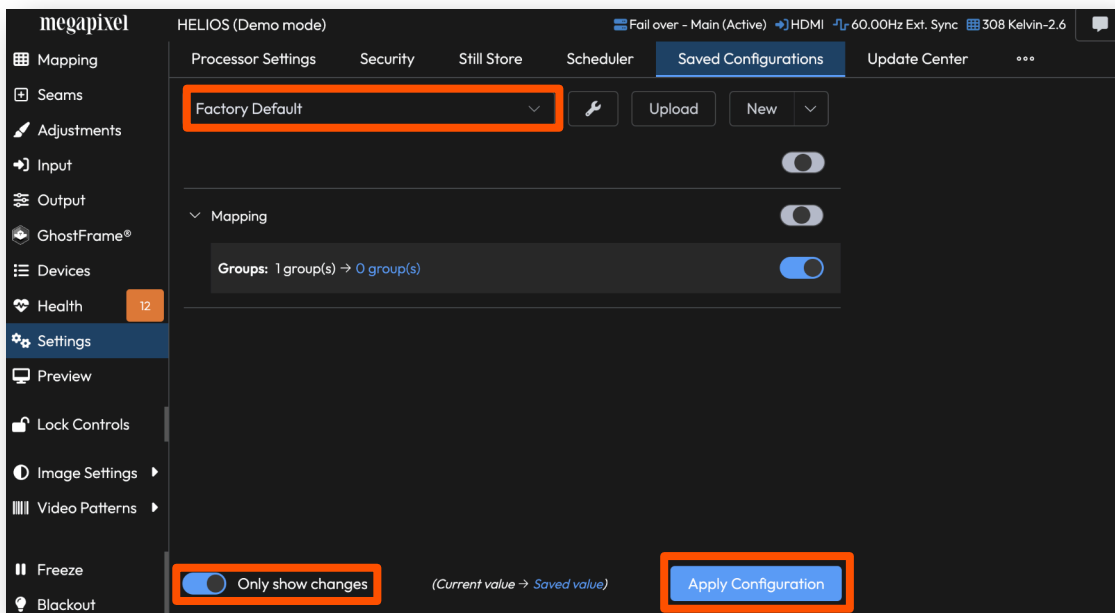 megapixel
HELIOS (Demo mode)
Fail over - Main (Active) HDMI 60.00Hz Ext. Sync 308 Kelvin-2.6
Mapping
Seams
Adjustments
Input
Output
GhostFrame®
Devices
Health 12
Settings
Preview
Lock Controls
Image Settings
Video Patterns
Freeze
Blackout
Processor Settings Security Still Store Scheduler Saved Configurations Update Center
Factory Default Upload New
Mapping
Groups: 1 group(s) → 0 group(s)
Only show changes (Current value → Saved value) Apply Configuration